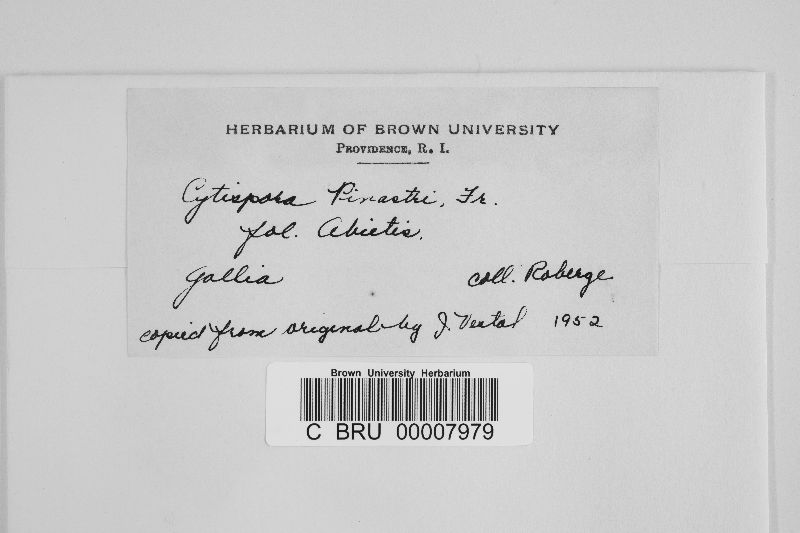 HERBARIUM OF BROWN UNIVERSITY
PROVIDENCE, R. I.
Cytispora Pinastri, Fr.
fol. Abietis.
Gallia coll. Roberge
copied from original by J. Vestal 1952
Brown University Herbarium
C BRU 00007979